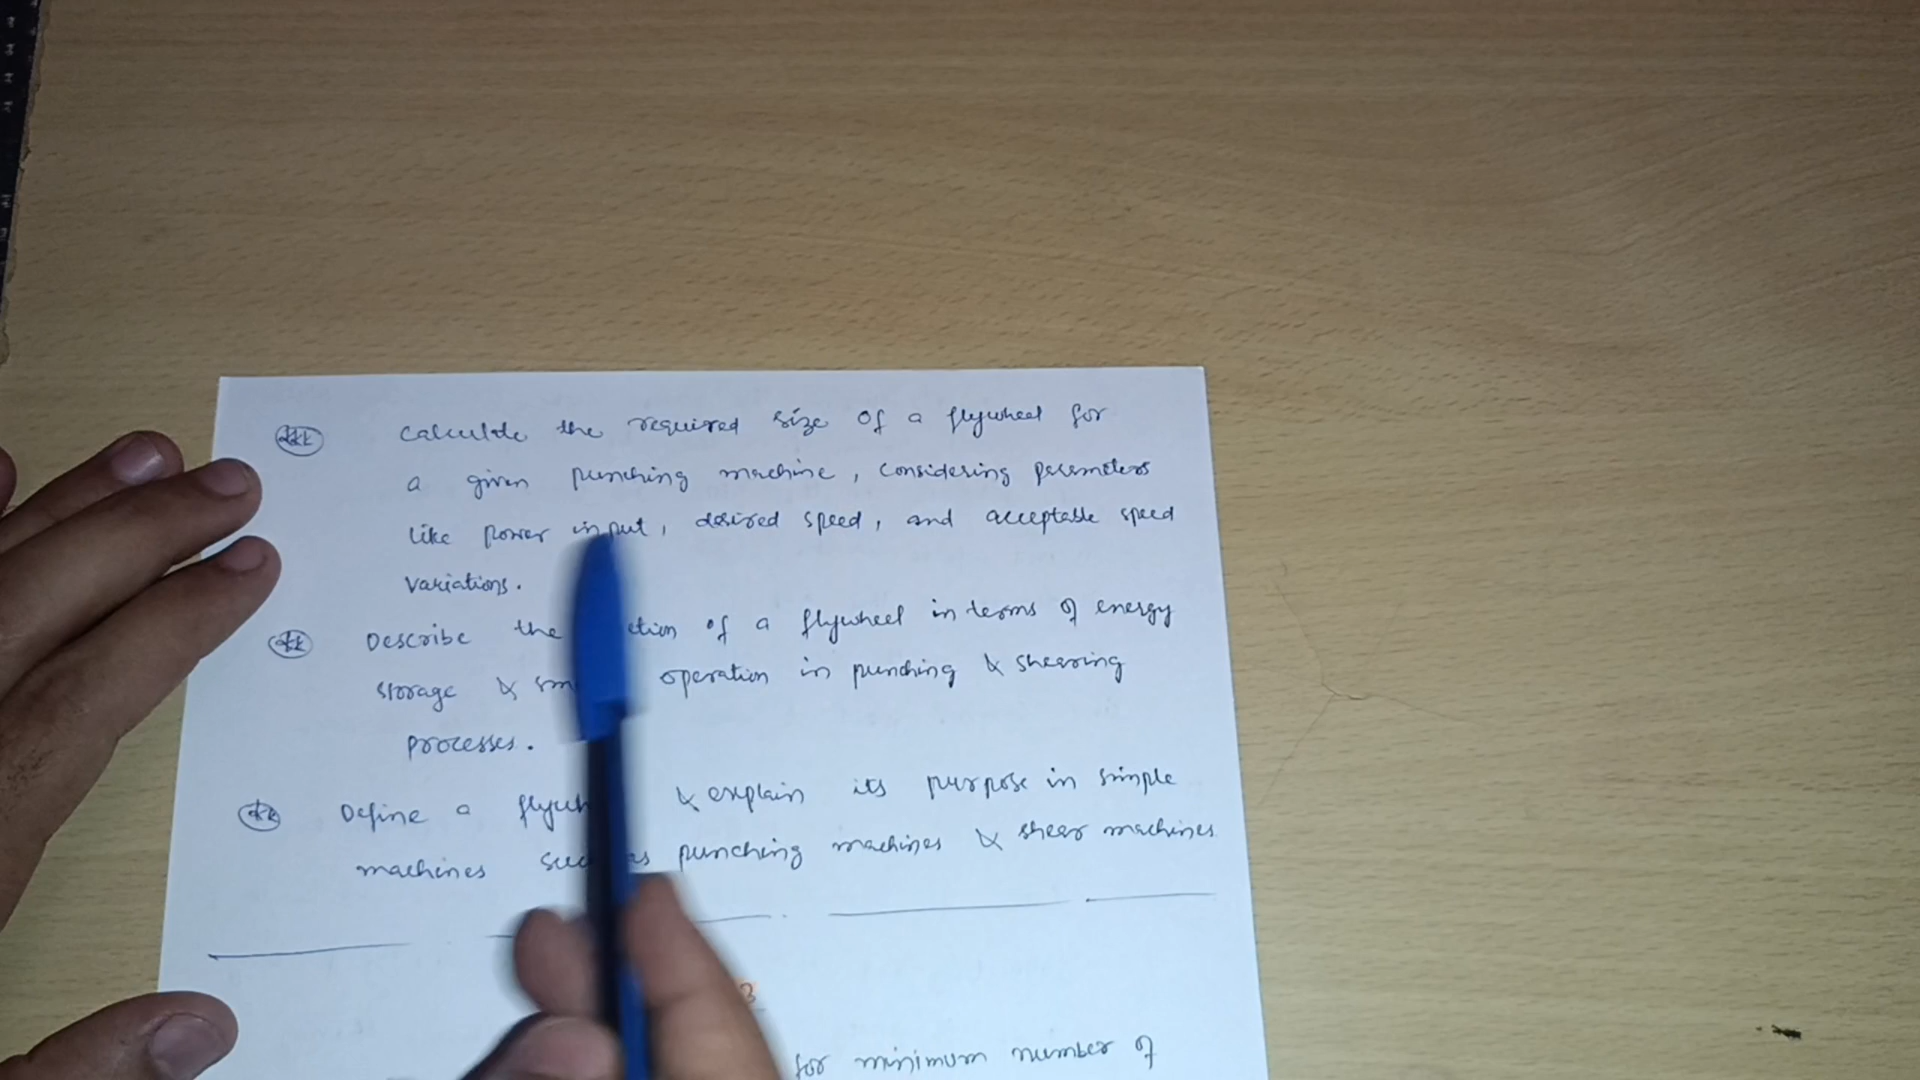 calculate the required size of a flywheel for
a given punching machine, considering parameters
like power input, desired speed, and acceptable speed
variations.
Describe the of a flywheel in terms of energy
storage & operation in punching & shearing
processes.
Define a & explain its purpose in simple
machines punching machines & shear machines
3
for minimum number of